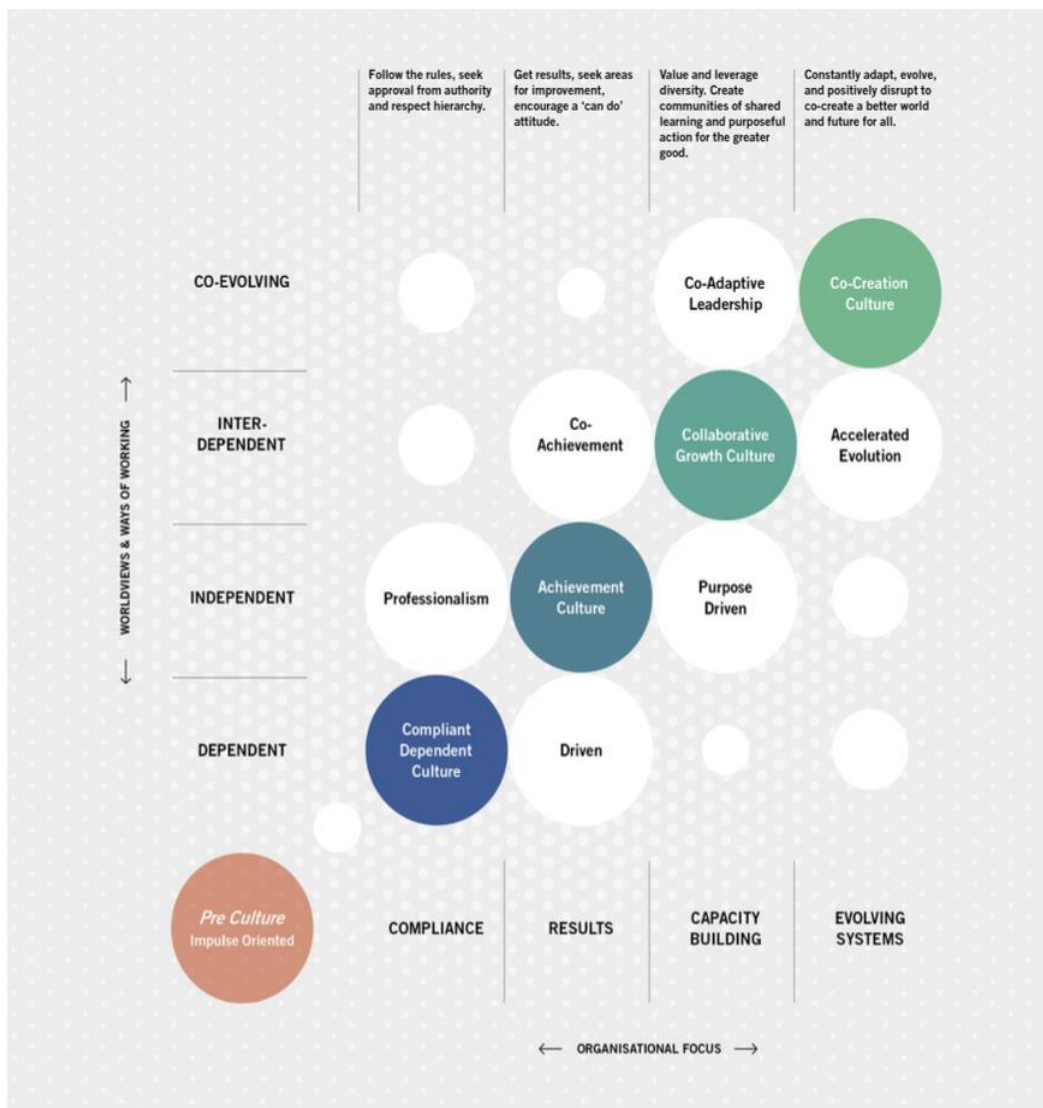 Follow the rules, seek
approval from authority
and respect hierarchy.
Get results, seek areas
for improvement,
encourage a ‘can do’
attitude.
Value and leverage
diversity. Create
communities of shared
learning and purposeful
action for the greater
good.
Constantly adapt, evolve,
and positively disrupt to
co-create a better world
and future for all.
CO-EVOLVING
Co-Adaptive
Leadership
Co-Creation
Culture
WORLDVIEWS & WAYS OF WORKING
INTER-
DEPENDENT
Co-
Achievement
Collaborative
Growth Culture
Accelerated
Evolution
INDEPENDENT
Professionalism
Achievement
Culture
Purpose
Driven
DEPENDENT
Compliant
Dependent
Culture
Driven
Pre Culture
Impulse Oriented
COMPLIANCE
RESULTS
CAPACITY
BUILDING
EVOLVING
SYSTEMS
ORGANISATIONAL FOCUS